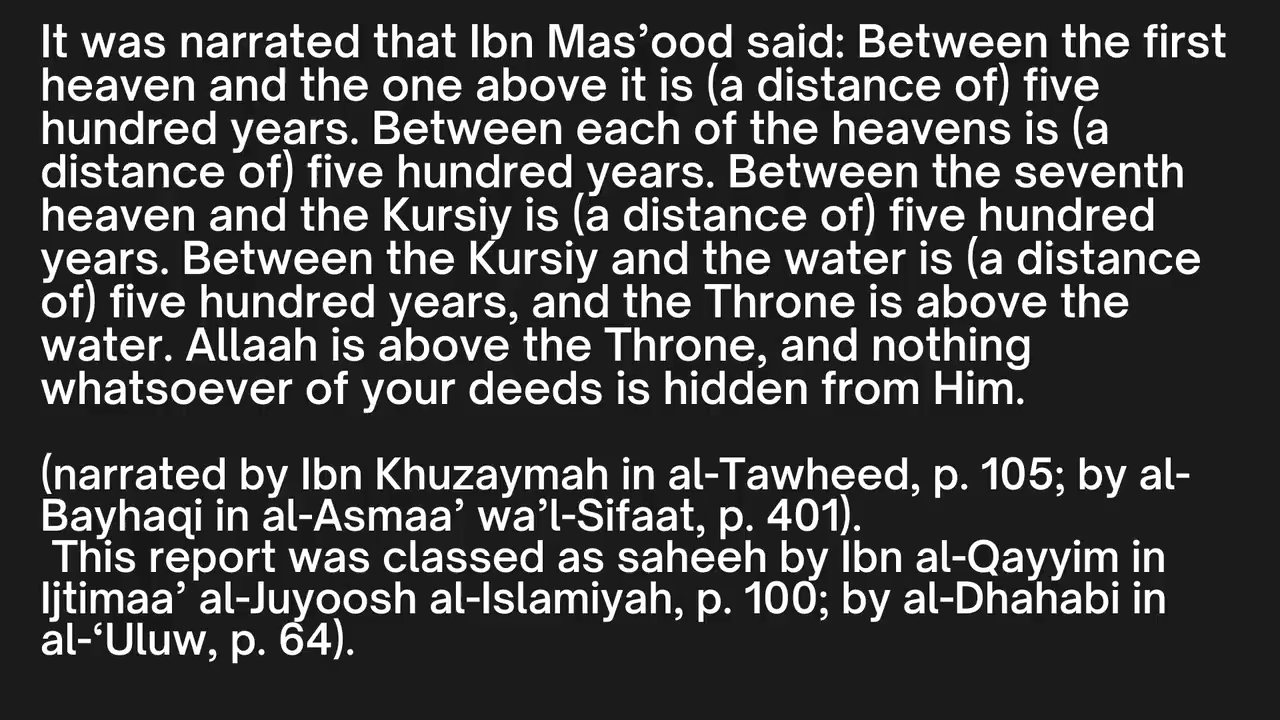 It was narrated that Ibn Mas’ood said: Between the first
heaven and the one above it is (a distance of) five
hundred years. Between each of the heavens is (a
distance of) five hundred years. Between the seventh
heaven and the Kursiy is (a distance of) five hundred
years. Between the Kursiy and the water is (a distance
of) five hundred years, and the Throne is above the
water. Allaah is above the Throne, and nothing
whatsoever of your deeds is hidden from Him.

(narrated by Ibn Khuzaymah in al-Tawheed, p. 105; by al-
Bayhaqi in al-Asmaa’ wa’l-Sifaat, p. 401).
This report was classed as saheeh by Ibn al-Qayyim in
Ijtimaa’ al-Juyoosh al-Islamiyah, p. 100; by al-Dhahabi in
al-‘Uluw, p. 64).